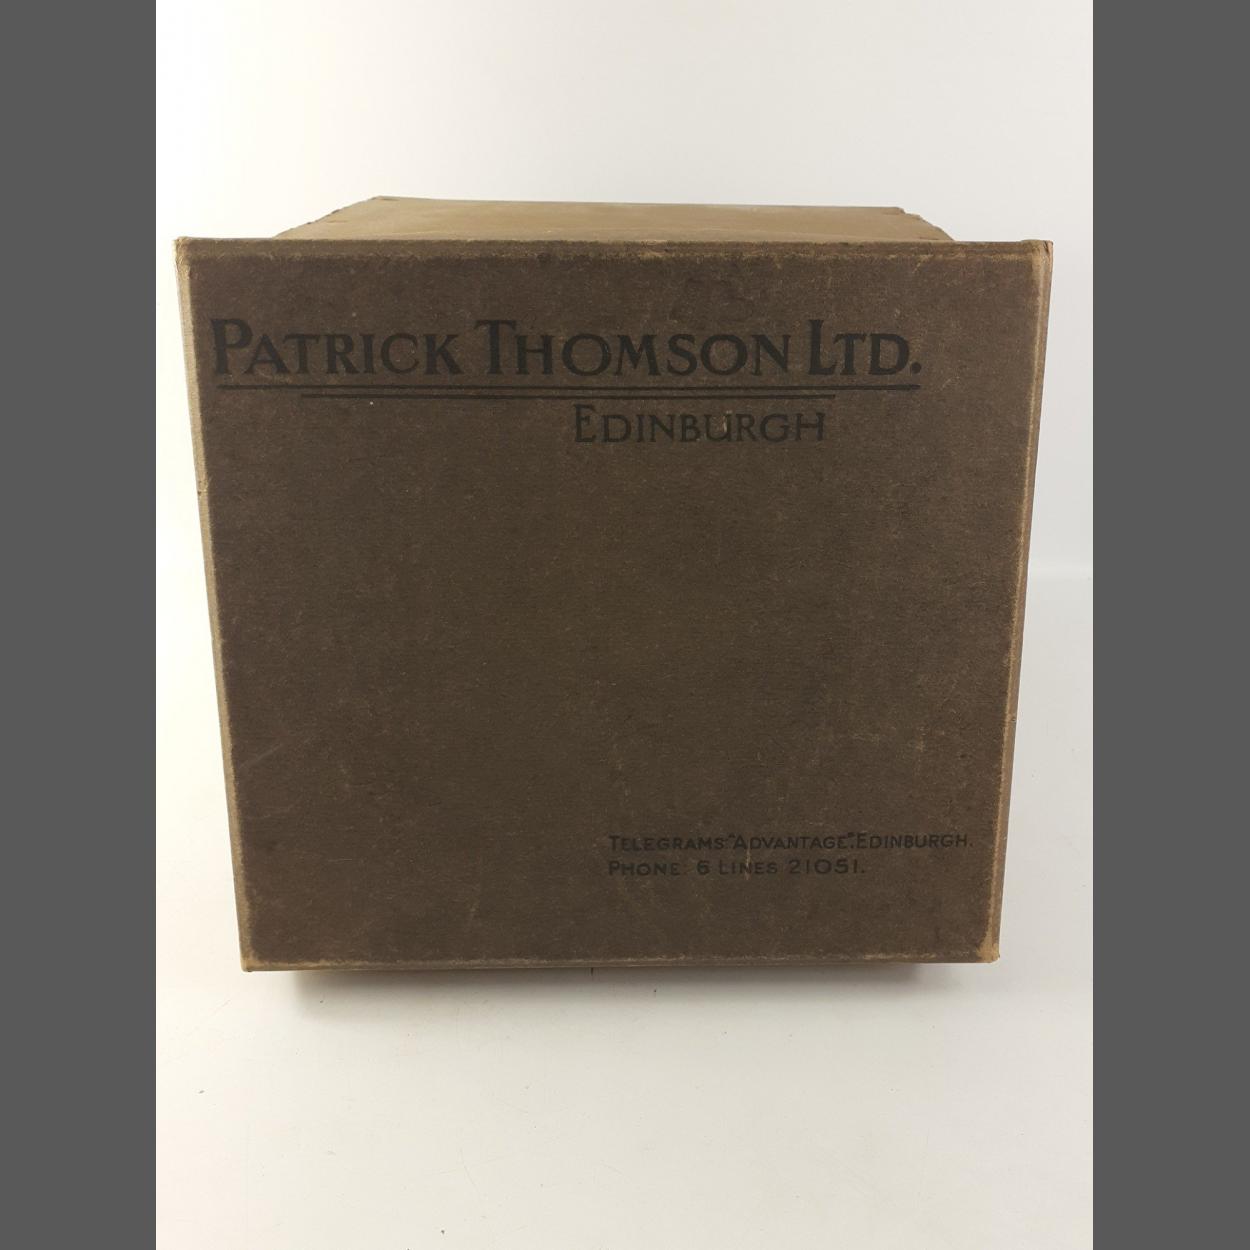 PATRICK THOMSON LTD.
EDINBURGH
TELEGRAMS: "ADVANTAGE". EDINBURGH.
PHONE: 6 LINES 21051.